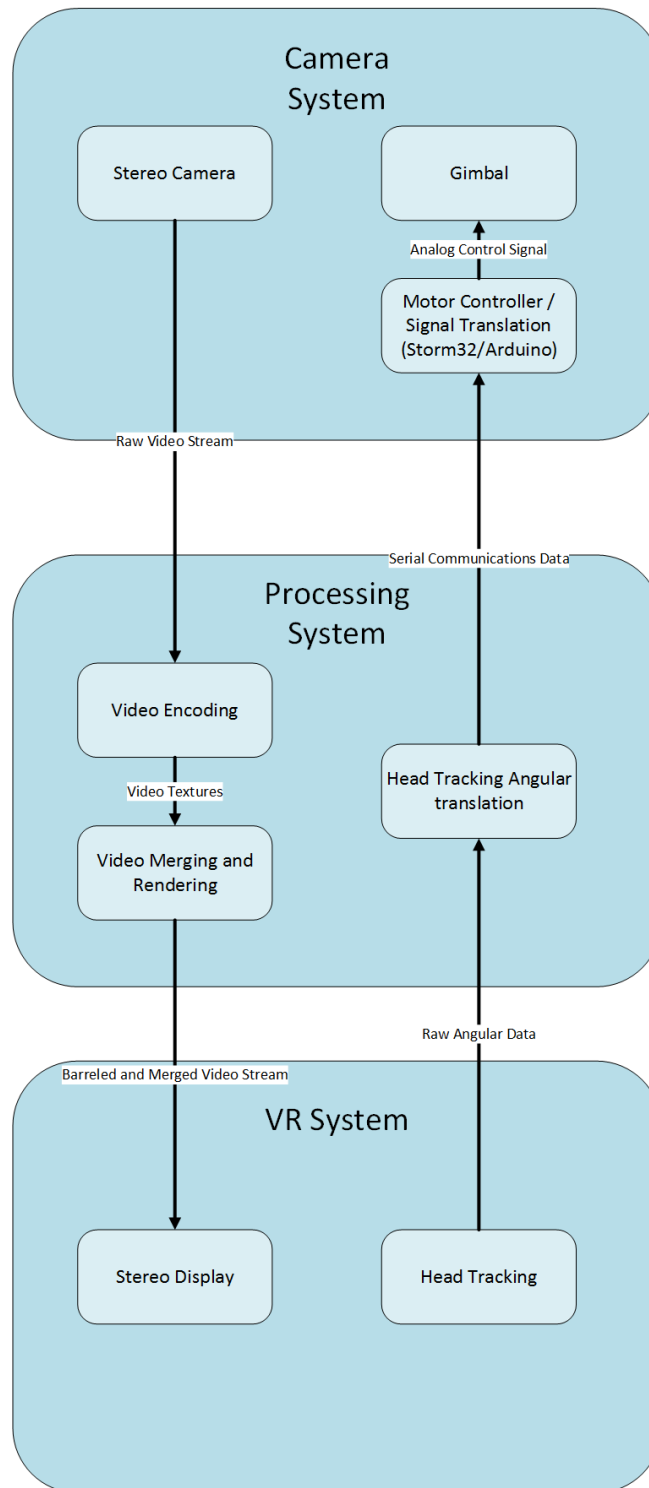 Camera
System
Stereo Camera
Gimbal
Analog Control Signal
Motor Controller /
Signal Translation
(Storm32/Arduino)
Raw Video Stream
Serial Communications Data
Processing
System
Video Encoding
Video Textures
Head Tracking Angular
translation
Video Merging and
Rendering
Raw Angular Data
Barreled and Merged Video Stream
VR System
Stereo Display
Head Tracking